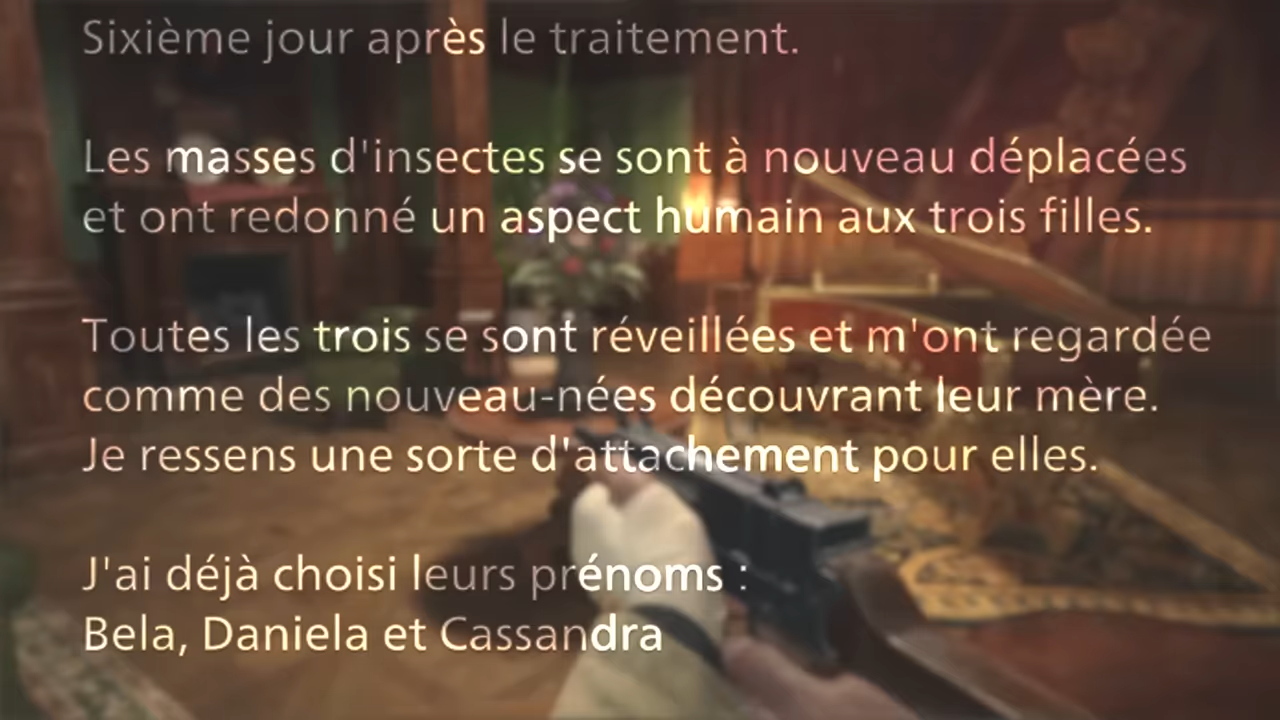 Sixième jour après le traitement.
Les masses d'insectes se sont à nouveau déplacées
et ont redonné un aspect humain aux trois filles.
Toutes les trois se sont réveillées et m'ont regardée
comme des nouveau-nées découvrant leur mère.
Je ressens une sorte d'attachement pour elles.
J'ai déjà choisi leurs prénoms :
Bela, Daniela et Cassandra